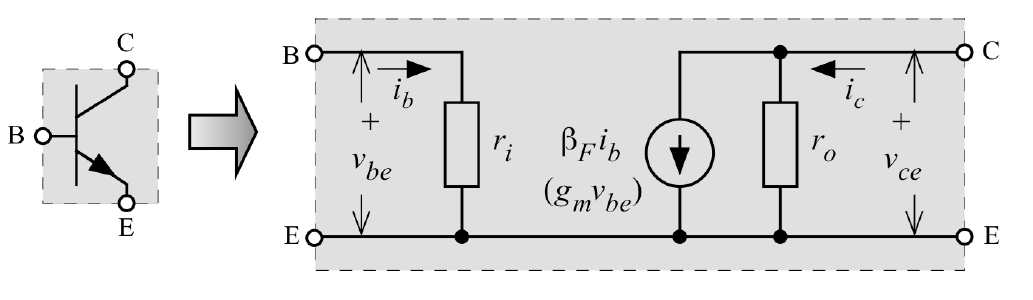 C
B
E
B
i_b
+
v_be
E
r_i
β_F i_b
(g_m v_be)
r_o
i_c
+
v_ce
C
E